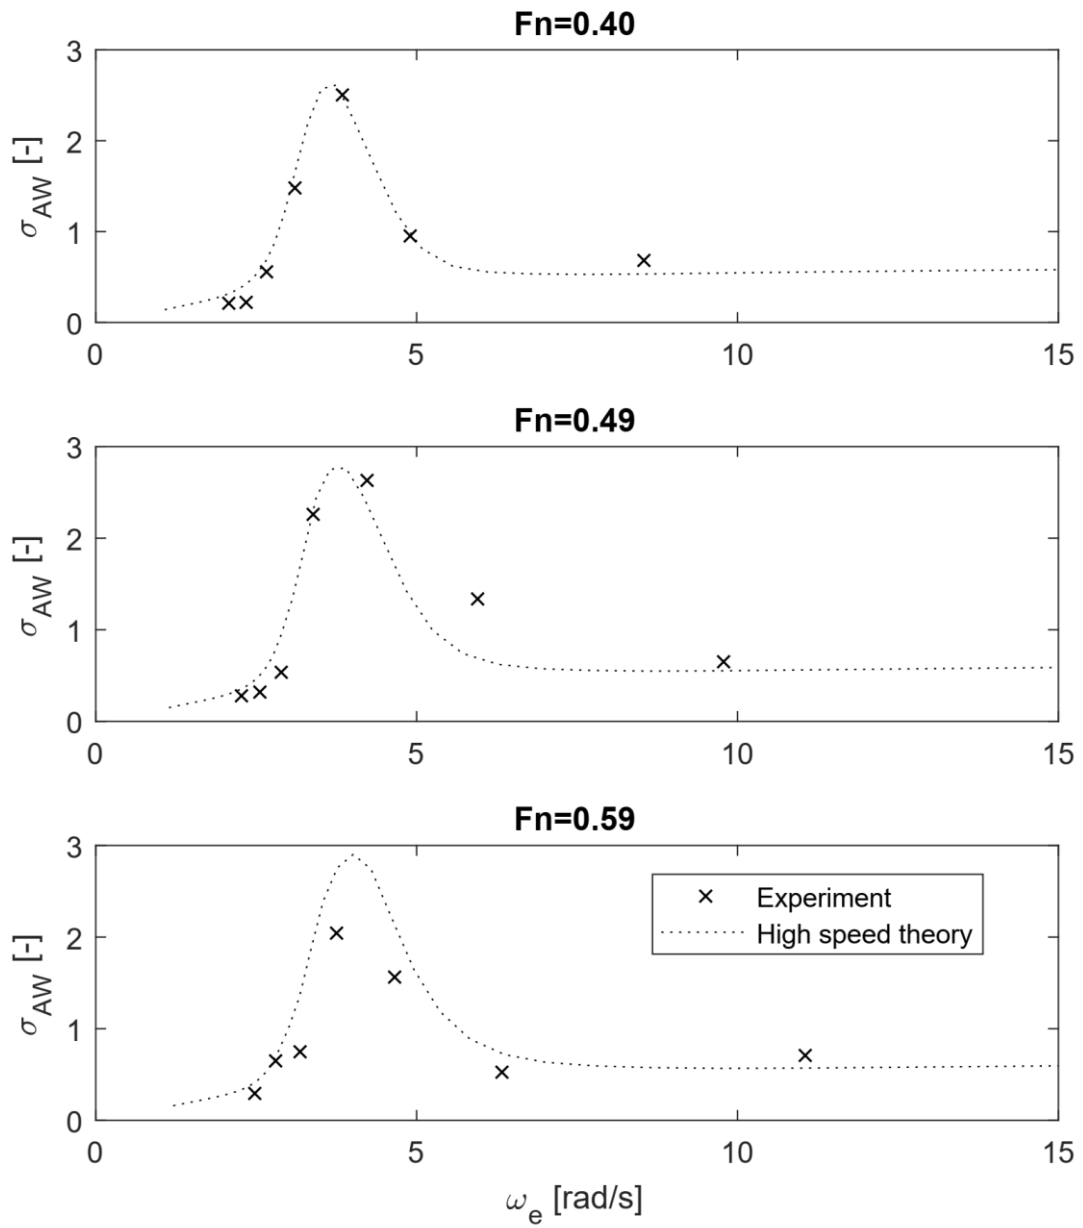 Fn=0.40
3
2
1
0
σAW [-]
0 5 10 15
Fn=0.49
3
2
1
0
σAW [-]
0 5 10 15
Fn=0.59
3
2
1
0
σAW [-]
Experiment
High speed theory
0 5 10 15
ωe [rad/s]